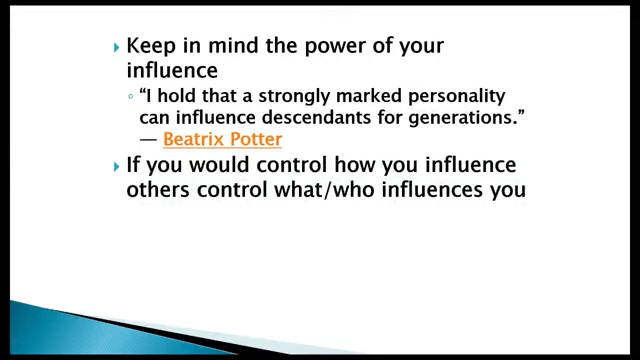 Keep in mind the power of your
influence
“I hold that a strongly marked personality
can influence descendants for generations.”
― Beatrix Potter
If you would control how you influence
others control what/who influences you